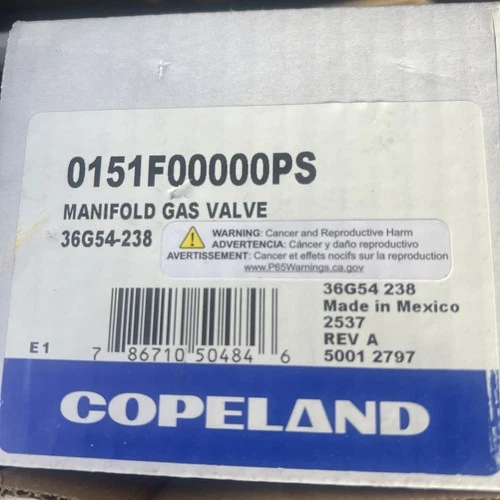 0151F00000PS
MANIFOLD GAS VALVE
36G54-238
WARNING: Cancer and Reproductive Harm
ADVERTENCIA: Cáncer y daño reproductivo
AVERTISSEMENT: Cancer et effets nocifs sur la reproduction
www.P65Warnings.ca.gov
36G54 238
Made in Mexico
2537
REV A
5001 2797
E1
7 86710 50484 6
COPELAND